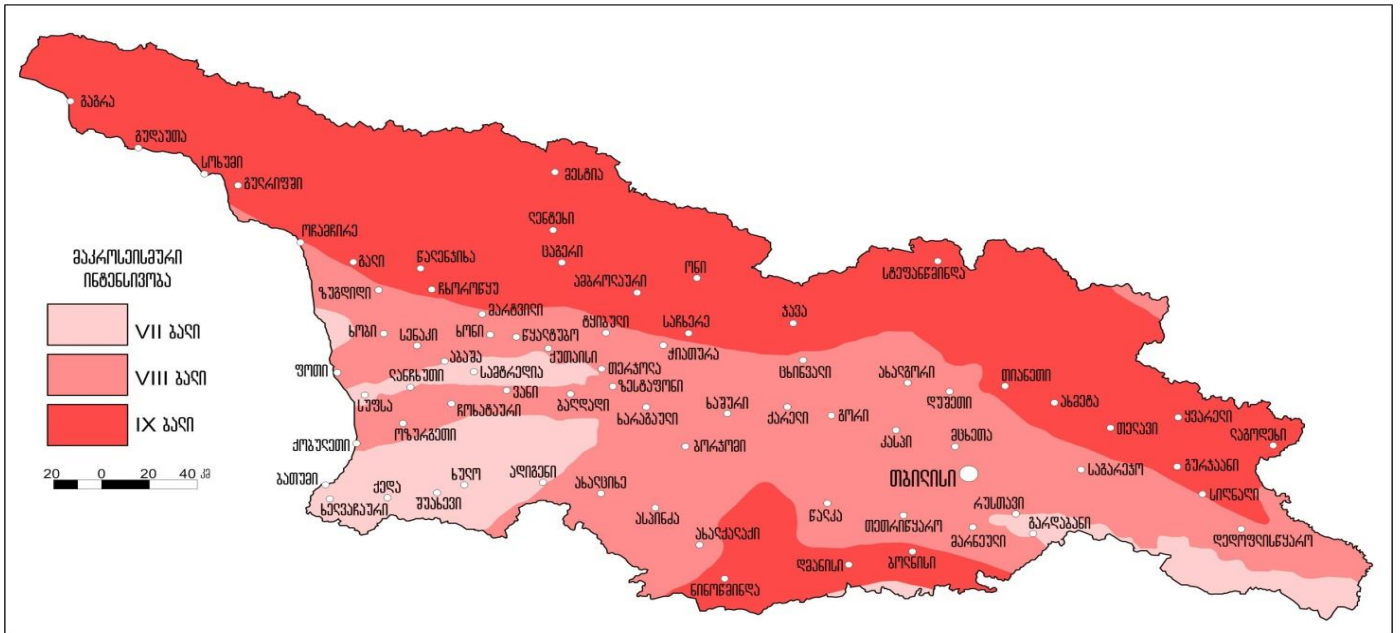 გაგრა
გუდაუთა
სოხუმი
გულრიფში
მესტია
ოჩამჩირე
გალი
წალენჯიხა
ლენტეხი
ცაგერი
ამბროლაური
ონი
სტეფანწმინდა
მაკროსეისმური
ინტენსივობა
VII ბალი
VIII ბალი
IX ბალი
20 0 20 40 კმ
ზუგდიდი
ჩხოროწყუ
მარტვილი
ხობი
სენაკი
ხონი
წყალტუბო
ტყიბული
საჩხერე
ჯავა
ფოთი
აბაშა
ქუთაისი
ჭიათურა
ლანჩხუთი
სამტრედია
თერჯოლა
ცხინვალი
ახალგორი
თიანეთი
სუფსა
ვანი
ზესტაფონი
ჩოხატაური
ბაღდადი
ხარაგაული
ხაშური
ქარელი
გორი
დუშეთი
ახმეტა
ყვარელი
ოზურგეთი
თელავი
ლაგოდეხი
ქობულეთი
ბორჯომი
კასპი
მცხეთა
ბათუმი
ქედა
ხულო
ადიგენი
თბილისი
საგარეჯო
გურჯაანი
ხელვაჩაური
შუახევი
ახალციხე
ასპინძა
წალკა
რუსთავი
სიღნაღი
თეთრიწყარო
მარნეული
გარდაბანი
დედოფლისწყარო
ახალქალაქი
ნინოწმინდა
დმანისი
ბოლნისი